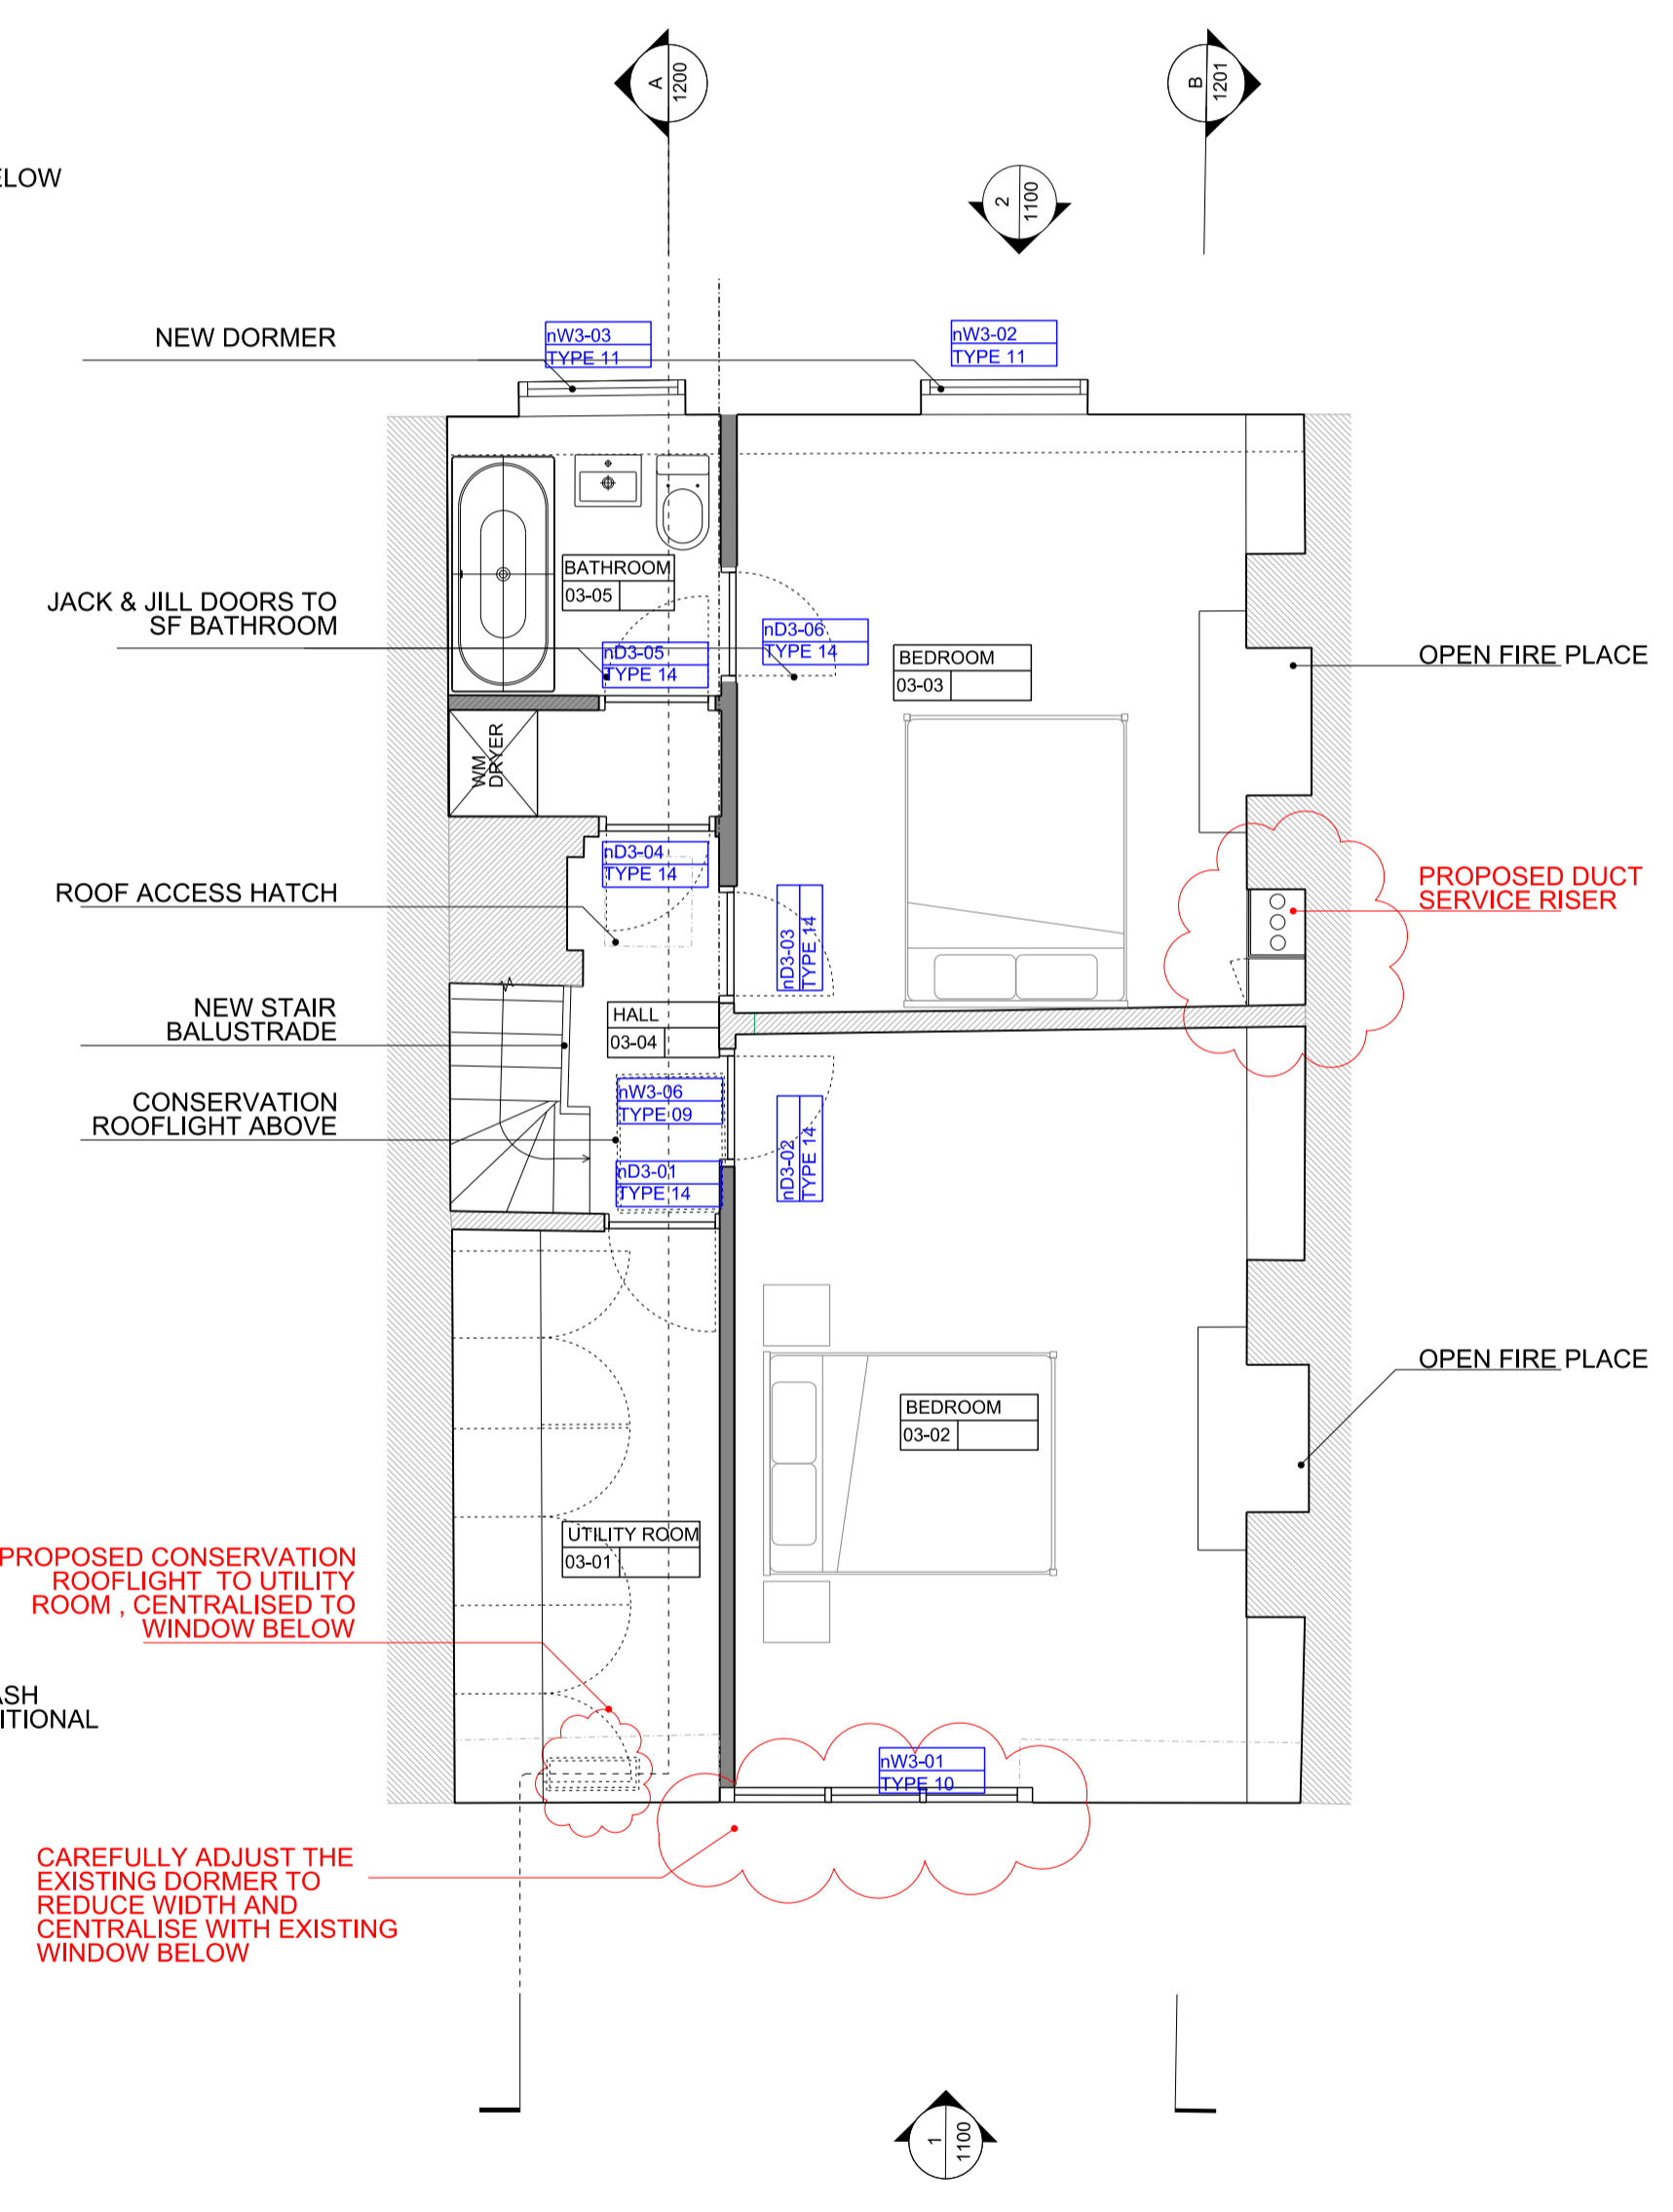 A
1200
B
1201
2
1100
ELOW
NEW DORMER
nW3-03
TYPE 11
nW3-02
TYPE 11
BATHROOM
03-05
JACK & JILL DOORS TO
SF BATHROOM
nD3-05
TYPE 14
nD3-06
TYPE 14
BEDROOM
03-03
OPEN FIRE PLACE
WM
DRYER
nD3-04
TYPE 14
ROOF ACCESS HATCH
nD3-03
TYPE 14
PROPOSED DUCT
SERVICE RISER
NEW STAIR
BALUSTRADE
HALL
03-04
CONSERVATION
ROOFLIGHT ABOVE
nW3-06
TYPE 09
nD3-01
TYPE 14
nD3-02
TYPE 14
OPEN FIRE PLACE
BEDROOM
03-02
UTILITY ROOM
03-01
PROPOSED CONSERVATION
ROOFLIGHT TO UTILITY
ROOM , CENTRALISED TO
WINDOW BELOW
ASH
ITIONAL
nW3-01
TYPE 10
CAREFULLY ADJUST THE
EXISTING DORMER TO
REDUCE WIDTH AND
CENTRALISE WITH EXISTING
WINDOW BELOW
1
1100